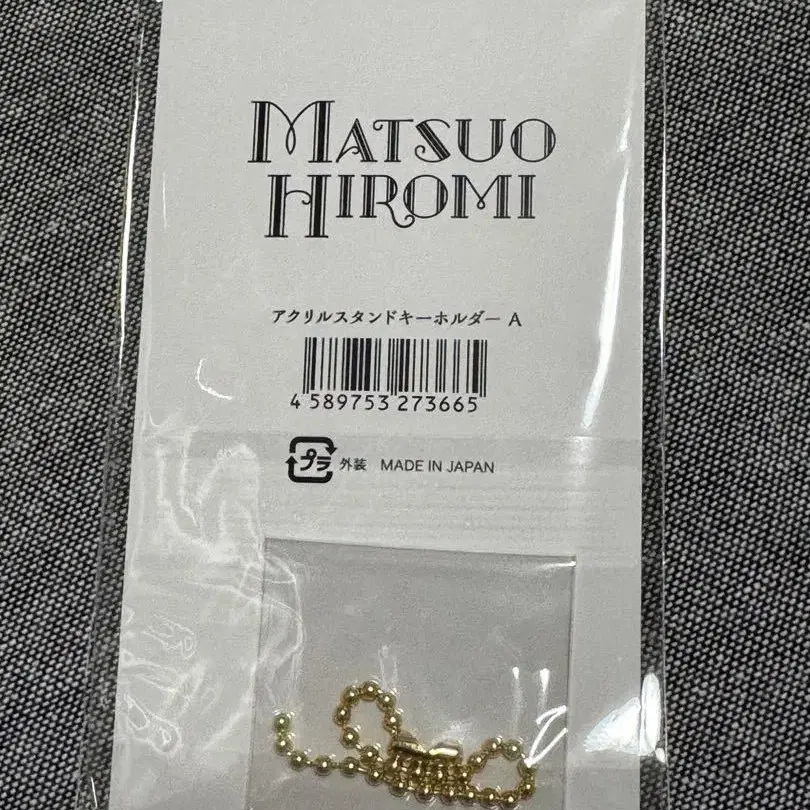 MATSUO
HIROMI
アクリルスタンドキーホルダー A
4 589753 273665
プラ 外装 MADE IN JAPAN